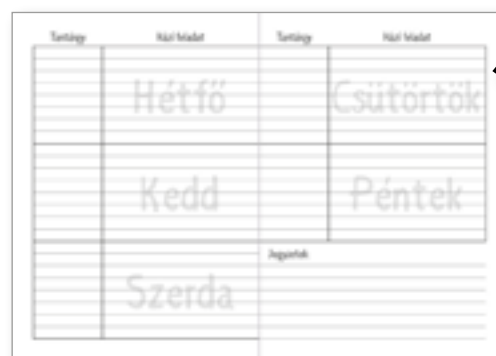 Tantárgy Házi feladat Tantárgy Házi feladat
Hétfő Csütörtök
Kedd Péntek
Jegyzetek
Szerda